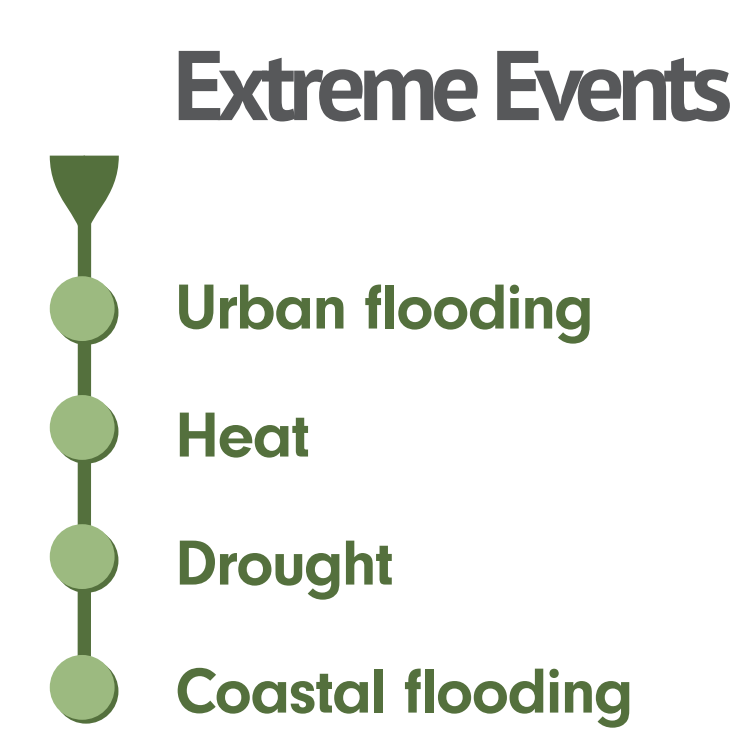 Extreme Events
Urban flooding
Heat
Drought
Coastal flooding